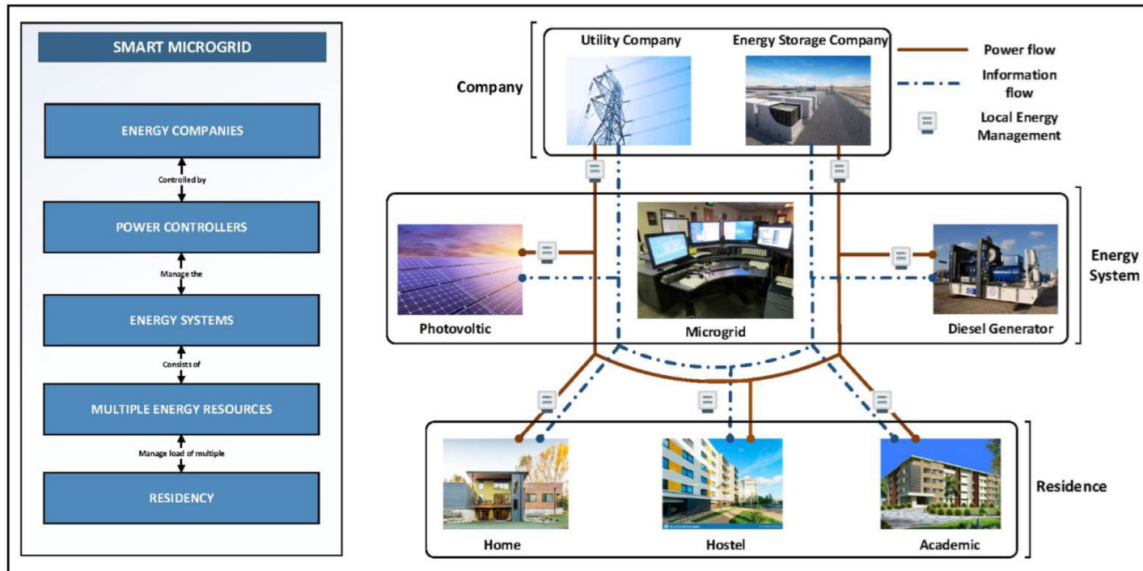 SMART MICROGRID
ENERGY COMPANIES
Controlled by
POWER CONTROLLERS
Manage the
ENERGY SYSTEMS
Consists of
MULTIPLE ENERGY RESOURCES
Manage load of multiple
RESIDENCY
Company
Utility Company
Energy Storage Company
Power flow
Information
flow
Local Energy
Management
Photovoltic
Microgrid
Diesel Generator
Energy
System
Home
Hostel
Academic
Residence